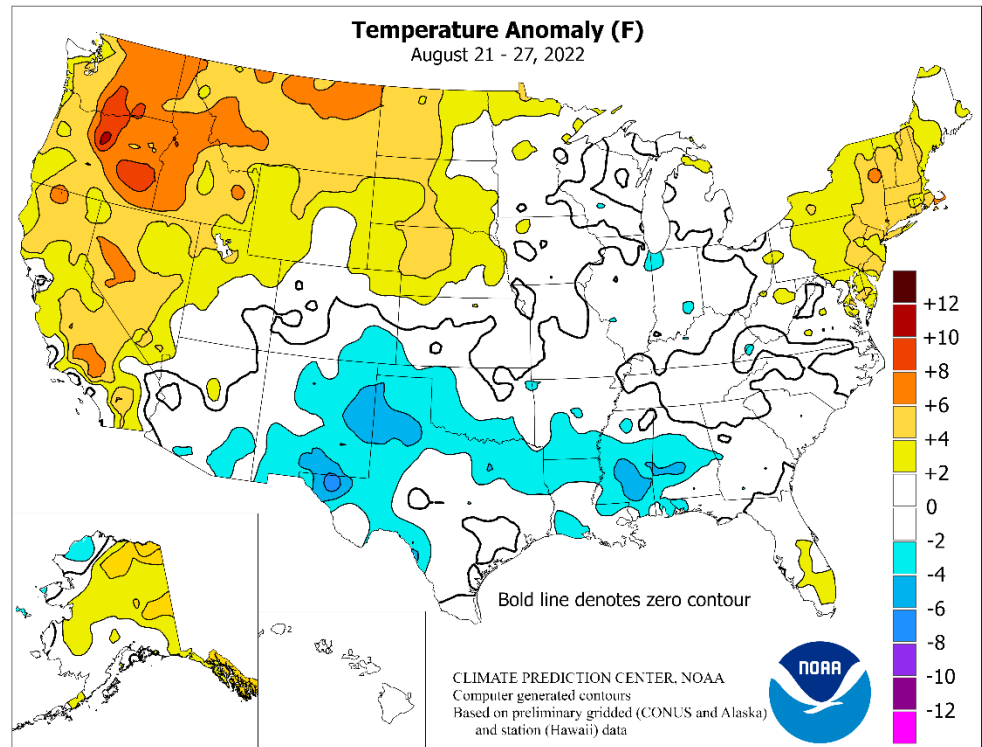 Temperature Anomaly (F)
August 21 - 27, 2022
+12
+10
+8
+6
+4
+2
0
-2
-4
-6
-8
-10
-12
Bold line denotes zero contour
2
CLIMATE PREDICTION CENTER, NOAA
Computer generated contours
Based on preliminary gridded (CONUS and Alaska)
and station (Hawaii) data
NOAA